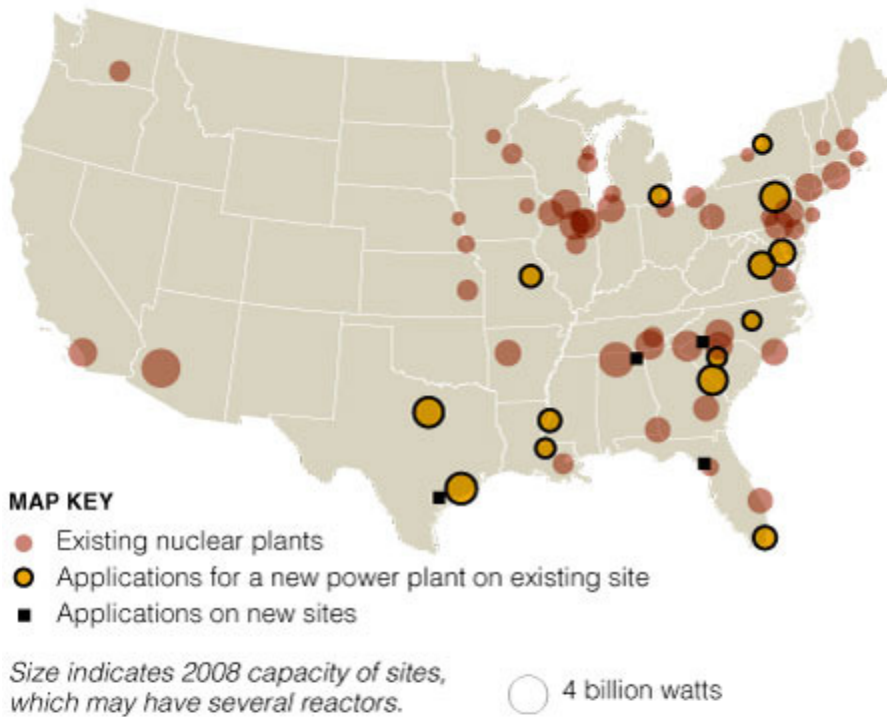 MAP KEY
Existing nuclear plants
Applications for a new power plant on existing site
Applications on new sites
Size indicates 2008 capacity of sites,
which may have several reactors.
4 billion watts